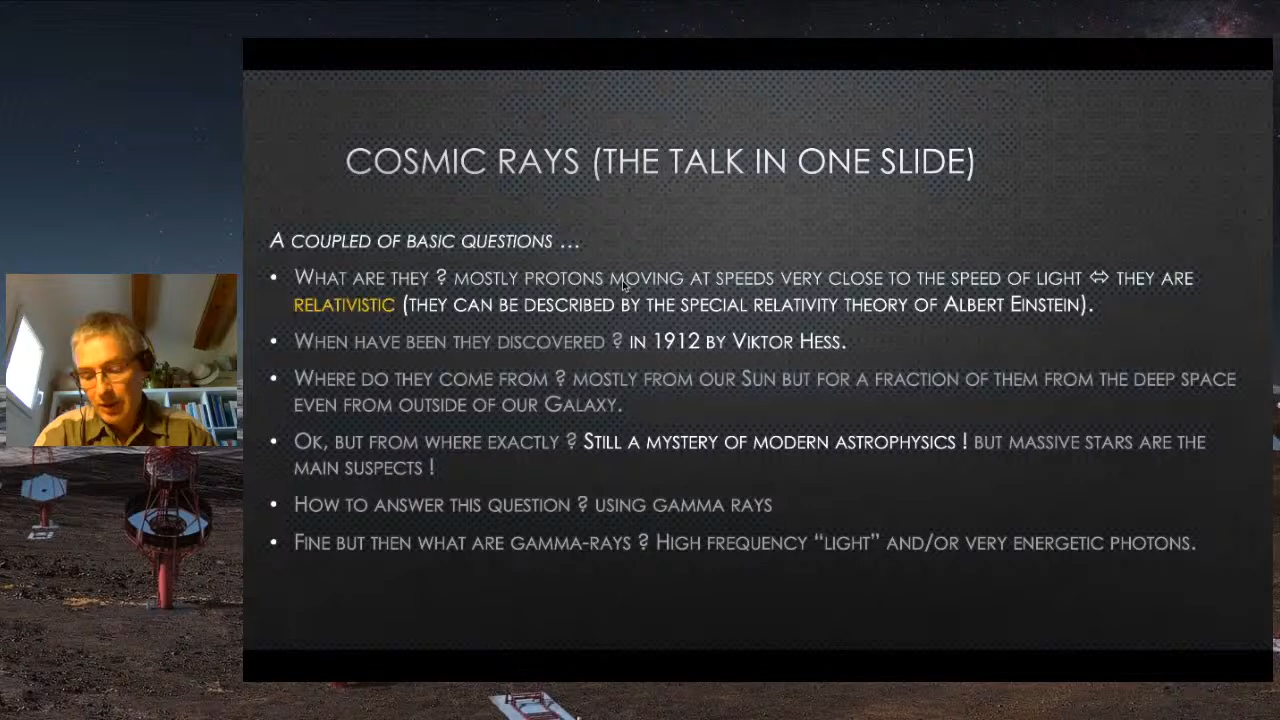 COSMIC RAYS (THE TALK IN ONE SLIDE)
A COUPLED OF BASIC QUESTIONS …
• WHAT ARE THEY ? MOSTLY PROTONS MOVING AT SPEEDS VERY CLOSE TO THE SPEED OF LIGHT ⇔ THEY ARE
RELATIVISTIC (THEY CAN BE DESCRIBED BY THE SPECIAL RELATIVITY THEORY OF ALBERT EINSTEIN).
• WHEN HAVE BEEN THEY DISCOVERED ? IN 1912 BY VIKTOR HESS.
• WHERE DO THEY COME FROM ? MOSTLY FROM OUR SUN BUT FOR A FRACTION OF THEM FROM THE DEEP SPACE
EVEN FROM OUTSIDE OF OUR GALAXY.
• OK, BUT FROM WHERE EXACTLY ? STILL A MYSTERY OF MODERN ASTROPHYSICS ! BUT MASSIVE STARS ARE THE
MAIN SUSPECTS !
• HOW TO ANSWER THIS QUESTION ? USING GAMMA RAYS
• FINE BUT THEN WHAT ARE GAMMA-RAYS ? HIGH FREQUENCY “LIGHT” AND/OR VERY ENERGETIC PHOTONS.